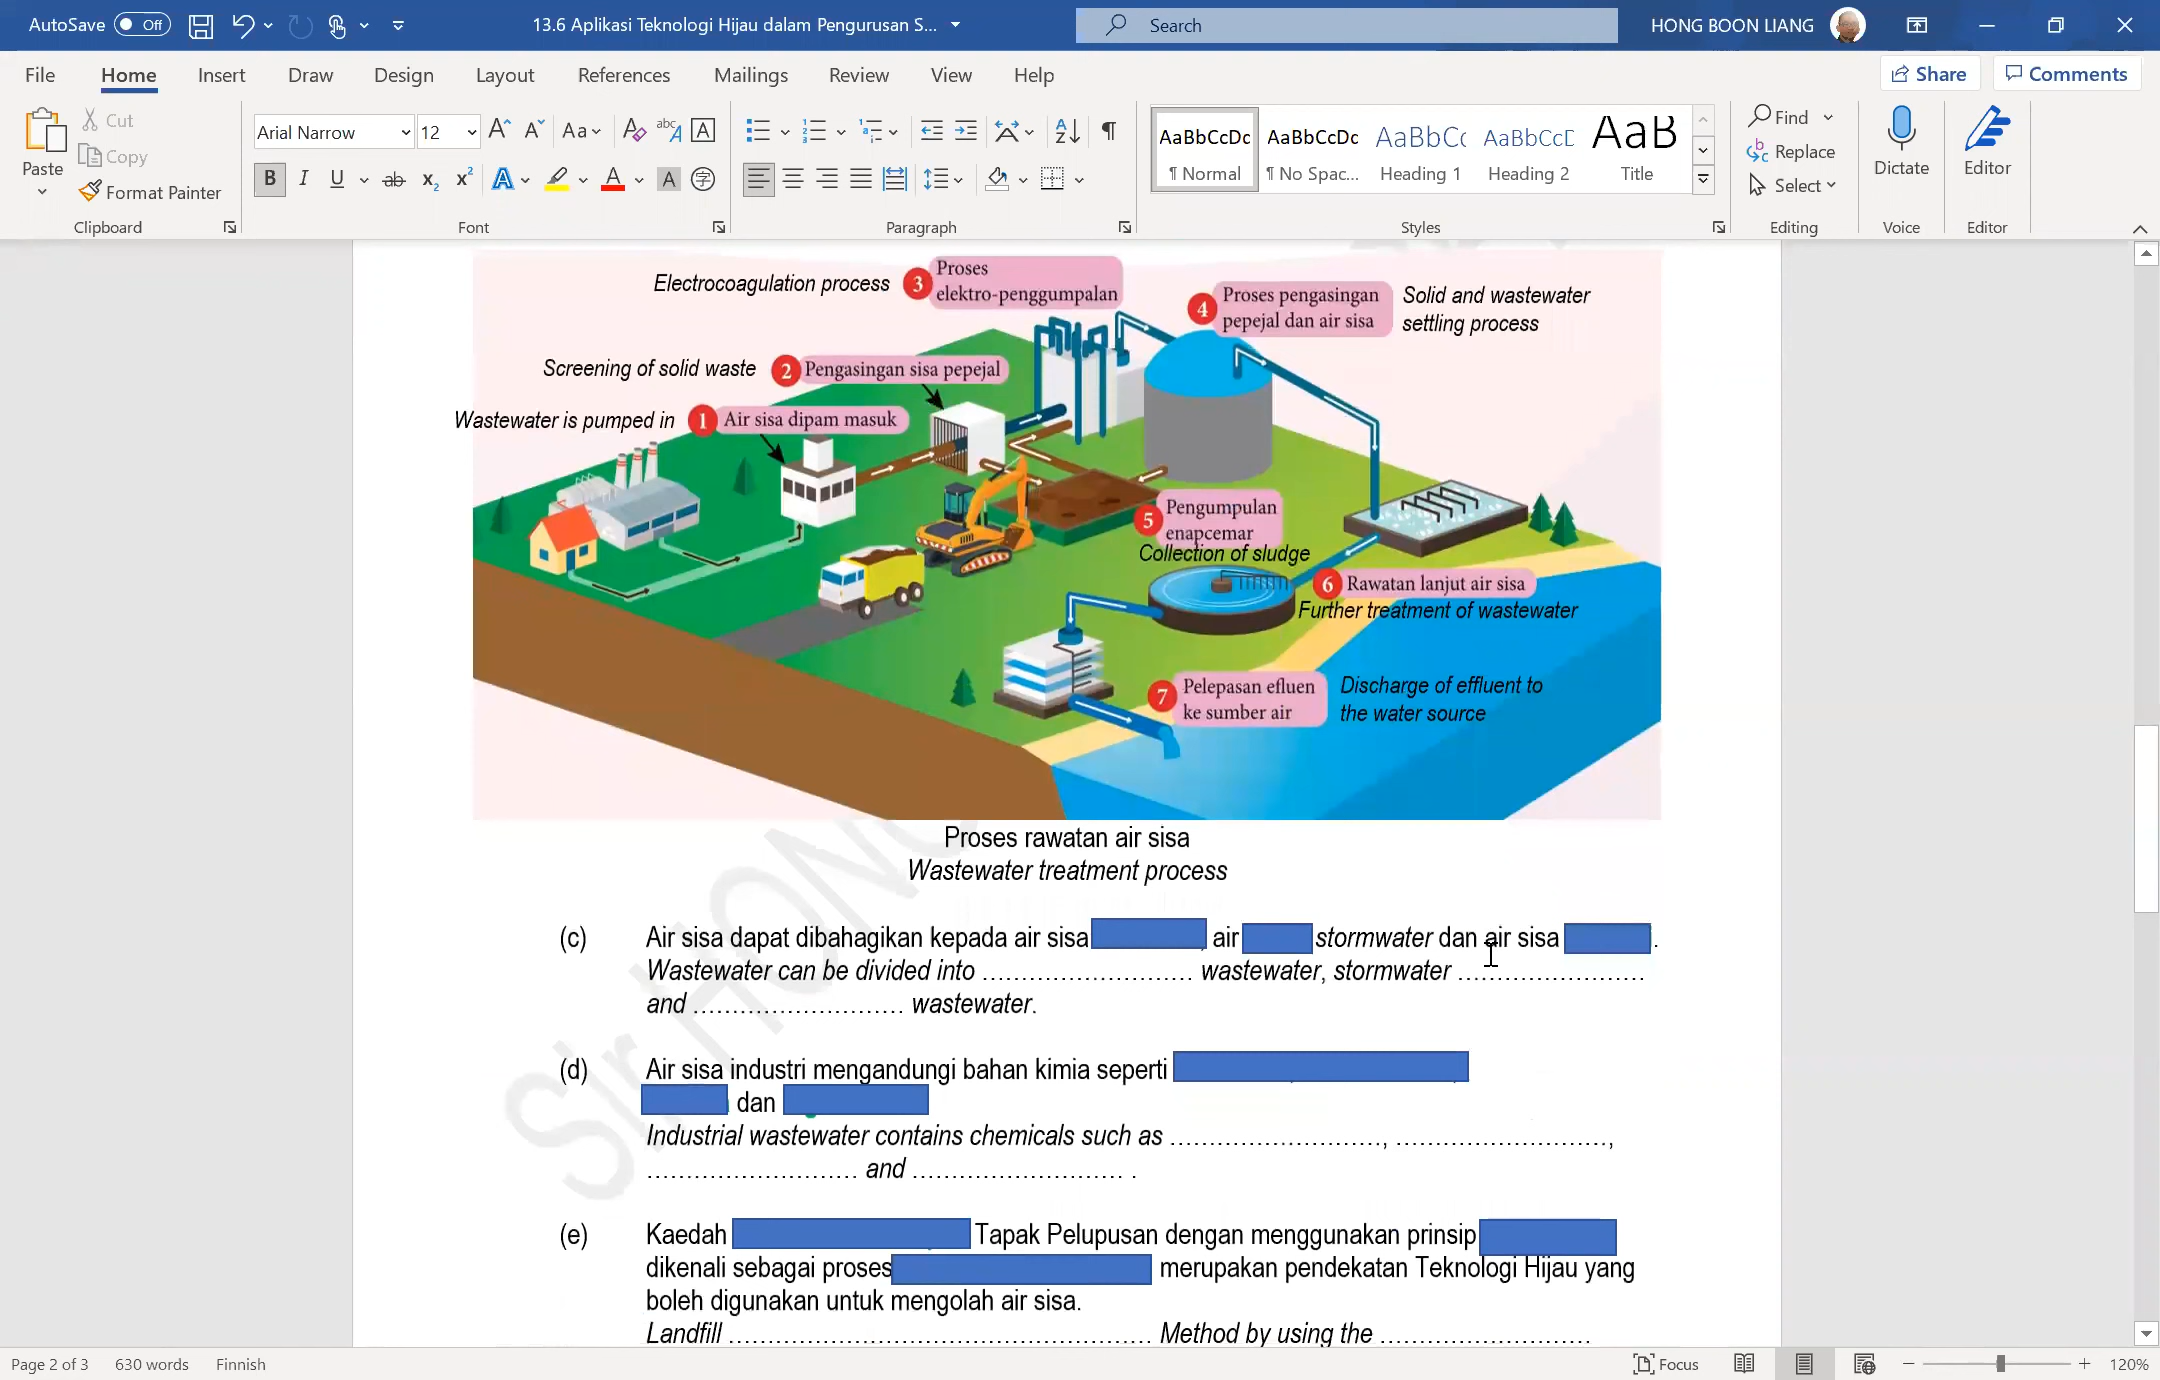 AutoSave Off 13.6 Aplikasi Teknologi Hijau dalam Pengurusan S... Search HONG BOON LIANG
File Home Insert Draw Design Layout References Mailings Review View Help Share Comments
Paste Cut Copy Format Painter
Arial Narrow 12
AaBbCcDc AaBbCcDc AaBbCc AaBbCcD AaB
¶ Normal ¶ No Spac... Heading 1 Heading 2 Title
Find Replace Select Dictate Editor
Clipboard Font Paragraph Styles Editing Voice Editor
Electrocoagulation process 3 Proses
elektro-penggumpalan
4 Proses pengasingan
pepejal dan air sisa
Solid and wastewater
settling process
Screening of solid waste 2 Pengasingan sisa pepejal
Wastewater is pumped in 1 Air sisa dipam masuk
5 Pengumpulan
enapcemar
Collection of sludge
6 Rawatan lanjut air sisa
Further treatment of wastewater
7 Pelepasan efluen
ke sumber air
Discharge of effluent to
the water source
Proses rawatan air sisa
Wastewater treatment process
(c) Air sisa dapat dibahagikan kepada air sisa air stormwater dan air sisa .
Wastewater can be divided into ……………………… wastewater, stormwater ……………………
and ……………………… wastewater.
(d) Air sisa industri mengandungi bahan kimia seperti
dan
Industrial wastewater contains chemicals such as ………………………, ………………………,
……………………… and ……………………… .
(e) Kaedah Tapak Pelupusan dengan menggunakan prinsip
dikenali sebagai proses merupakan pendekatan Teknologi Hijau yang
boleh digunakan untuk mengolah air sisa.
Landfill ……………………………………………… Method by using the ………………………
Sir HONG
Page 2 of 3 630 words Finnish Focus 120%